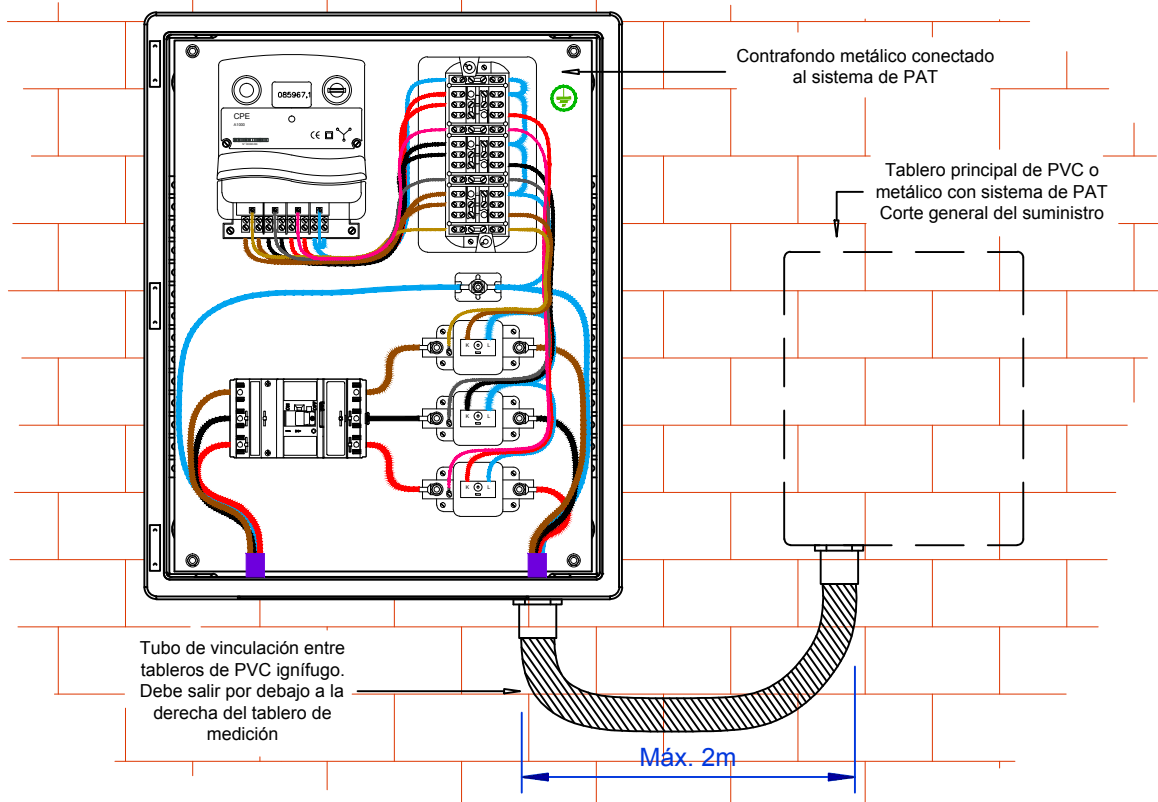 Contrafondo metálico conectado
al sistema de PAT
Tablero principal de PVC o
metálico con sistema de PAT
Corte general del suministro
085967,1
CPE
A1350
CE
K L
K L
K L
Tubo de vinculación entre
tableros de PVC ignífugo.
Debe salir por debajo a la
derecha del tablero de
medición
Máx. 2m